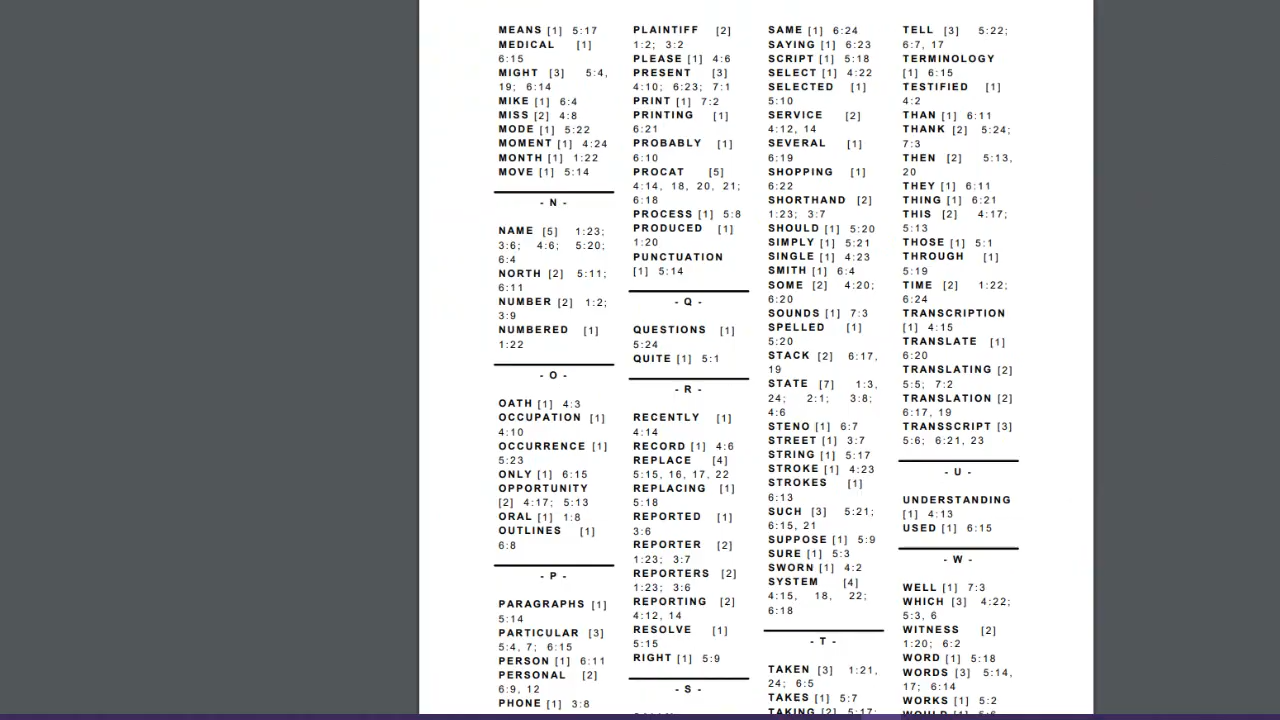 MEANS [1] 5:17
MEDICAL [1]
6:15
MIGHT [3] 5:4,
19; 6:14
MIKE [1] 6:4
MISS [2] 4:8
MODE [1] 5:22
MOMENT [1] 4:24
MONTH [1] 1:22
MOVE [1] 5:14
- N -
NAME [5] 1:23;
3:6; 4:6; 5:20;
6:4
NORTH [2] 5:11;
6:11
NUMBER [2] 1:2;
3:9
NUMBERED [1]
1:22
- O -
OATH [1] 4:3
OCCUPATION [1]
4:10
OCCURRENCE [1]
5:23
ONLY [1] 6:15
OPPORTUNITY
[2] 4:17; 5:13
ORAL [1] 1:8
OUTLINES [1]
6:8
- P -
PARAGRAPHS [1]
5:14
PARTICULAR [3]
5:4, 7; 6:15
PERSON [1] 6:11
PERSONAL [2]
6:9, 12
PHONE [1] 3:8
PLAINTIFF [2]
1:2; 3:2
PLEASE [1] 4:6
PRESENT [3]
4:10; 6:23; 7:1
PRINT [1] 7:2
PRINTING [1]
6:21
PROBABLY [1]
6:10
PROCAT [5]
4:14, 18, 20, 21;
6:18
PROCESS [1] 5:8
PRODUCED [1]
1:20
PUNCTUATION
[1] 5:14
- Q -
QUESTIONS [1]
5:24
QUITE [1] 5:1
- R -
RECENTLY [1]
4:14
RECORD [1] 4:6
REPLACE [4]
5:15, 16, 17, 22
REPLACING [1]
5:18
REPORTED [1]
3:6
REPORTER [2]
1:23; 3:7
REPORTERS [2]
1:23; 3:6
REPORTING [2]
4:12, 14
RESOLVE [1]
5:15
RIGHT [1] 5:9
- S -
SAME [1] 6:24
SAYING [1] 6:23
SCRIPT [1] 5:18
SELECT [1] 4:22
SELECTED [1]
5:10
SERVICE [2]
4:12, 14
SEVERAL [1]
6:19
SHOPPING [1]
6:22
SHORTHAND [2]
1:23; 3:7
SHOULD [1] 5:20
SIMPLY [1] 5:21
SINGLE [1] 4:23
SMITH [1] 6:4
SOME [2] 4:20;
6:20
SOUNDS [1] 7:3
SPELLED [1]
5:20
STACK [2] 6:17,
19
STATE [7] 1:3,
24; 2:1; 3:8;
4:6
STENO [1] 6:7
STREET [1] 3:7
STRING [1] 5:17
STROKE [1] 4:23
STROKES [1]
6:13
SUCH [3] 5:21;
6:15, 21
SUPPOSE [1] 5:9
SURE [1] 5:3
SWORN [1] 4:2
SYSTEM [4]
4:15, 18, 22;
6:18
- T -
TAKEN [3] 1:21,
24; 6:5
TAKES [1] 5:7
TAKING [2] 5:17;
TELL [3] 5:22;
6:7, 17
TERMINOLOGY
[1] 6:15
TESTIFIED [1]
4:2
THAN [1] 6:11
THANK [2] 5:24;
7:3
THEN [2] 5:13,
20
THEY [1] 6:11
THING [1] 6:21
THIS [2] 4:17;
5:13
THOSE [1] 5:1
THROUGH [1]
5:19
TIME [2] 1:22;
6:24
TRANSCRIPTION
[1] 4:15
TRANSLATE [1]
6:20
TRANSLATING [2]
5:5; 7:2
TRANSLATION [2]
6:17, 19
TRANSSCRIPT [3]
5:6; 6:21, 23
- U -
UNDERSTANDING
[1] 4:13
USED [1] 6:15
- W -
WELL [1] 7:3
WHICH [3] 4:22;
5:3, 6
WITNESS [2]
1:20; 6:2
WORD [1] 5:18
WORDS [3] 5:14,
17; 6:14
WORKS [1] 5:2
WOULD [1] 5:6